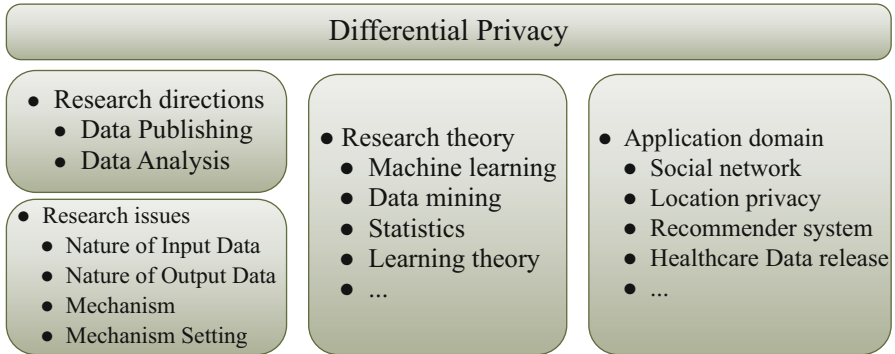 Differential Privacy
● Research directions
● Data Publishing
● Data Analysis
● Research issues
● Nature of Input Data
● Nature of Output Data
● Mechanism
● Mechanism Setting
● Research theory
● Machine learning
● Data mining
● Statistics
● Learning theory
● ...
● Application domain
● Social network
● Location privacy
● Recommender system
● Healthcare Data release
● ...